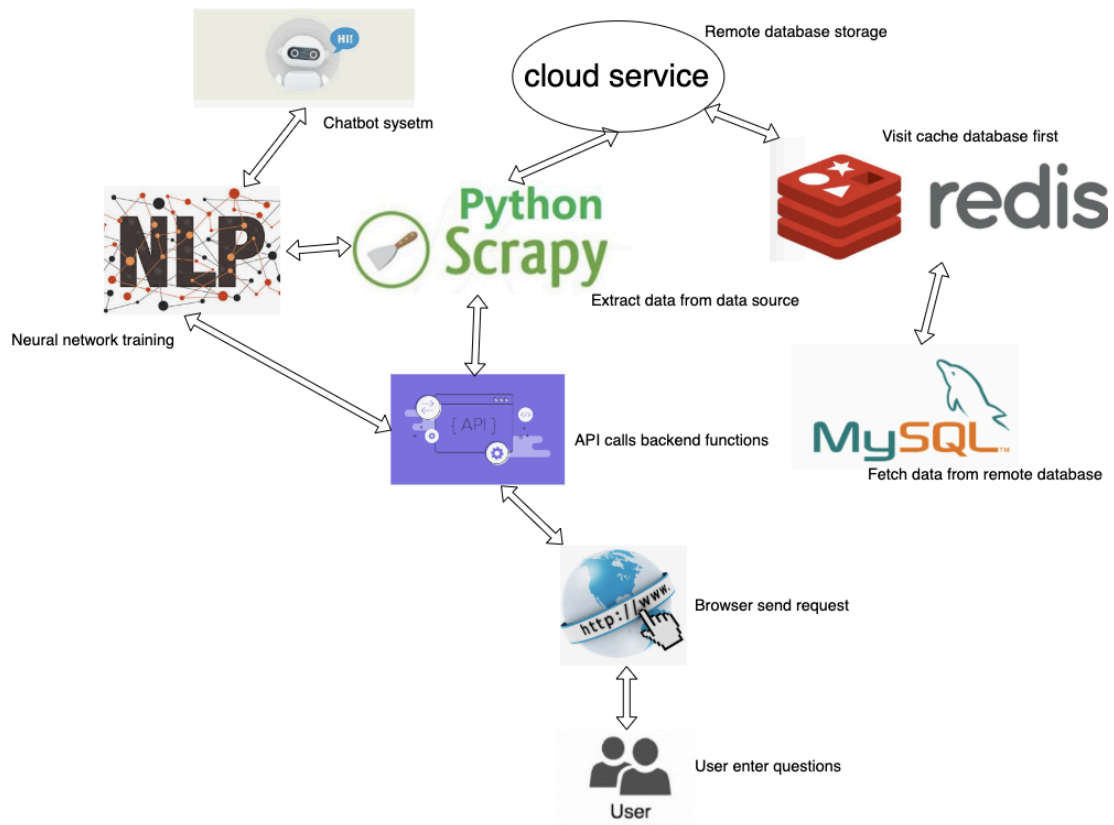 Hi!
Remote database storage
cloud service
Chatbot sysetm
Visit cache database first
redis
NLP
Python
Scrapy
Extract data from data source
Neural network training
{ API }
API calls backend functions
MySQL™
Fetch data from remote database
http://www.
Browser send request
User enter questions
User